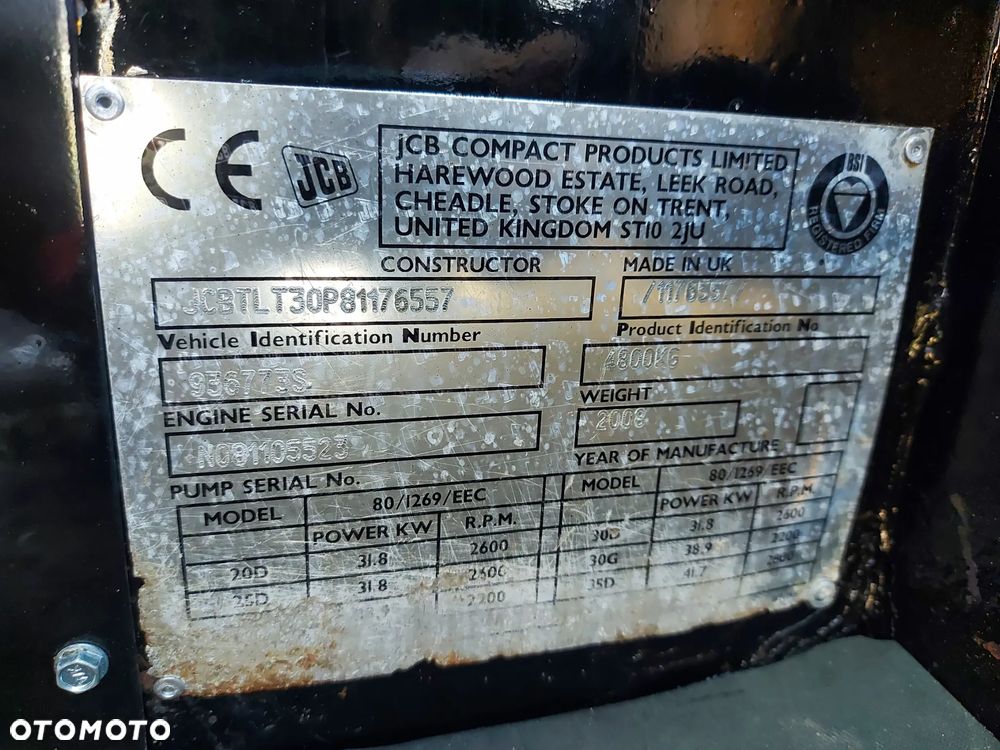 CE
JCB
JCB COMPACT PRODUCTS LIMITED
HAREWOOD ESTATE, LEEK ROAD,
CHEADLE, STOKE ON TRENT,
UNITED KINGDOM ST10 2JU
BSI
REGISTERED FIRM
CONSTRUCTOR MADE IN UK
JCBTLT30P81176557
Vehicle Identification Number Product Identification No
936773S 4800KG
ENGINE SERIAL No. WEIGHT
N081105523 2008
PUMP SERIAL No. YEAR OF MANUFACTURE
MODEL 80/1269/EEC MODEL 80/1269/EEC
POWER KW R.P.M. POWER KW R.P.M.
20D 31.8 2600 30D 31.8 2600
25D 31.8 2600 30G 38.9 2200
2200 35D 41.7
OTOMOTO